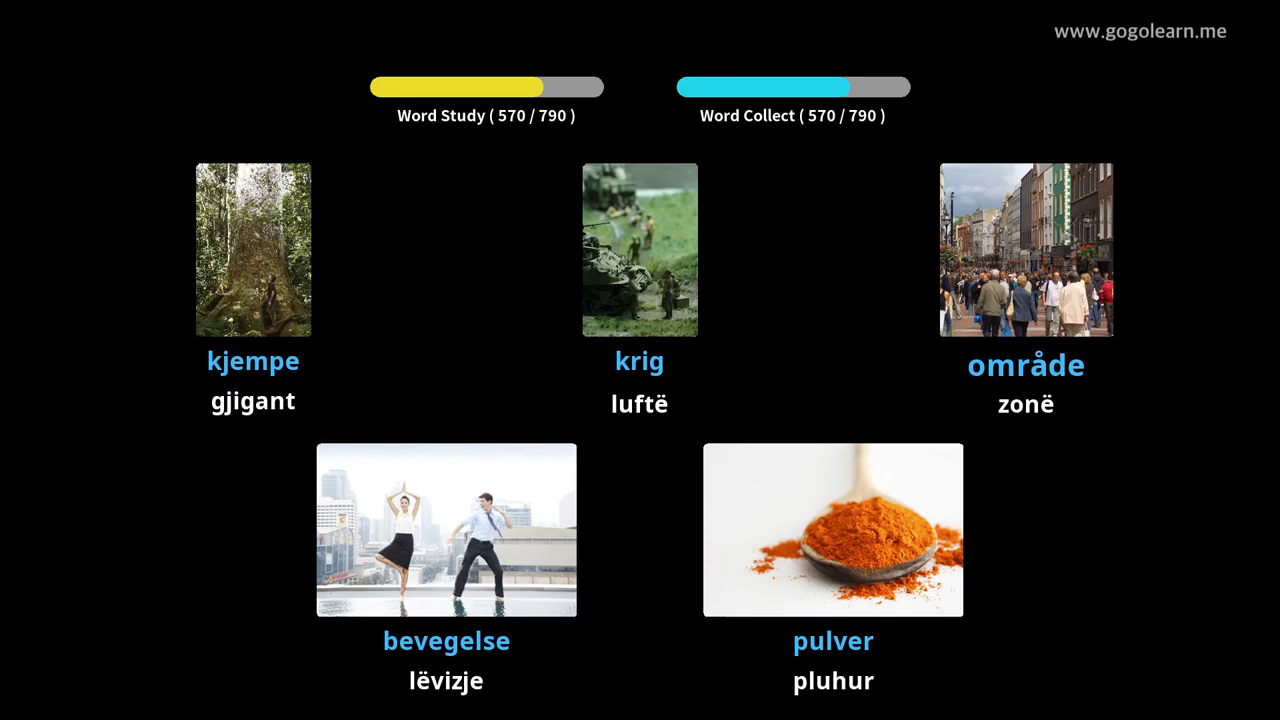 www.gogolearn.me
Word Study ( 570 / 790 )
Word Collect ( 570 / 790 )
kjempe
gjigant
krig
luftë
område
zonë
bevegelse
lëvizje
pulver
pluhur